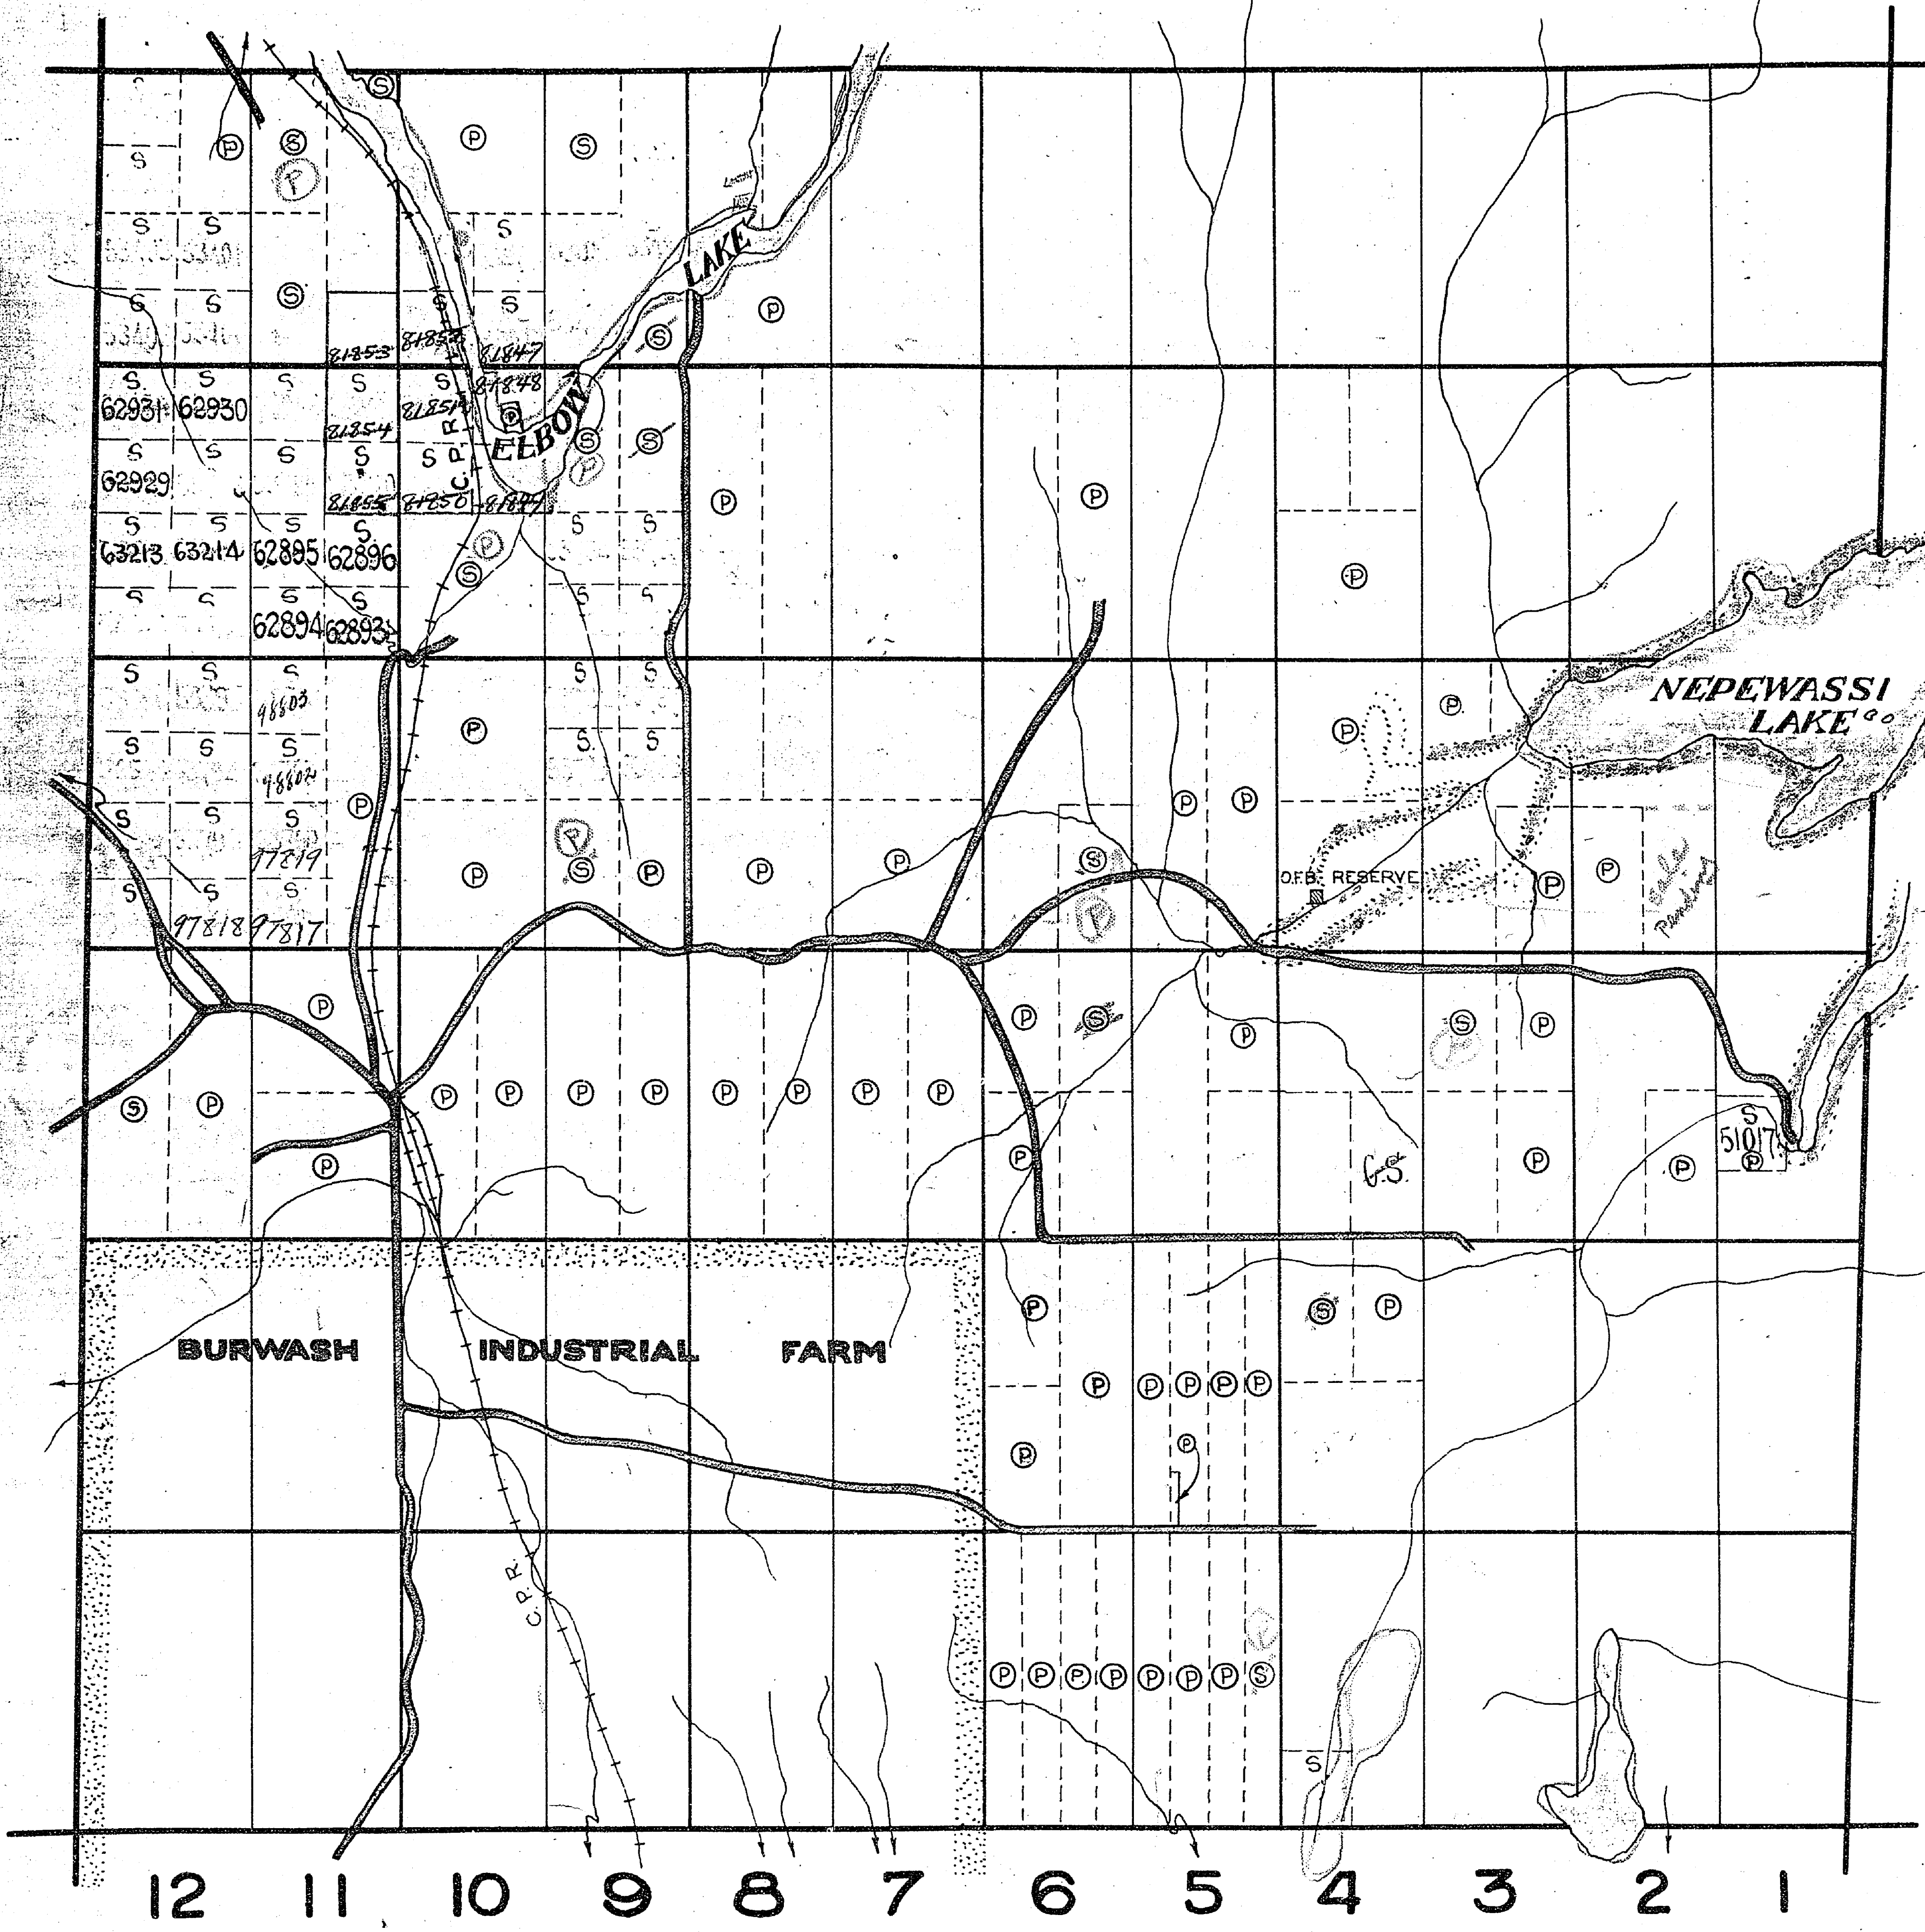 S
Ⓢ
Ⓟ Ⓢ Ⓟ Ⓢ
S
Ⓟ
S S S
S S Ⓢ S S Ⓟ
LAKE
Ⓢ
81853 81852 81847
S S S S S 81848
62931 62930 81851 Ⓟ
81854 C.P.R. ELBOW
S S S S S Ⓢ Ⓢ
Ⓟ
62929
81855 81850 81849 Ⓟ Ⓟ
S S S S S S
63213 63214 62895 62896 Ⓟ
Ⓢ Ⓟ
S S S S S S
62894 62893
S S S S S
98803 NEPEWASSI
LAKE
Ⓟ Ⓟ Ⓟ
S S S S S
98802
Ⓟ Ⓟ Ⓟ
S S S
97819 Ⓟ
Ⓟ Ⓢ Ⓟ Ⓟ Ⓟ Ⓢ O.F.B. RESERVE Ⓟ Ⓟ
Sale
Pending
S S S
97818 97817 Ⓟ
Ⓟ Ⓟ Ⓢ Ⓟ Ⓢ Ⓟ
Ⓟ
Ⓢ Ⓟ Ⓟ Ⓟ Ⓟ Ⓟ Ⓟ Ⓟ Ⓟ Ⓟ
S
51017
Ⓟ Ⓟ G.S. Ⓟ Ⓟ Ⓟ
Ⓟ Ⓢ Ⓟ
BURWASH INDUSTRIAL FARM
Ⓟ Ⓟ Ⓟ Ⓟ Ⓟ
Ⓟ Ⓟ
C.P.R.
Ⓟ Ⓟ Ⓟ Ⓟ Ⓟ Ⓟ Ⓟ Ⓢ
S
12 11 10 9 8 7 6 5 4 3 2 1